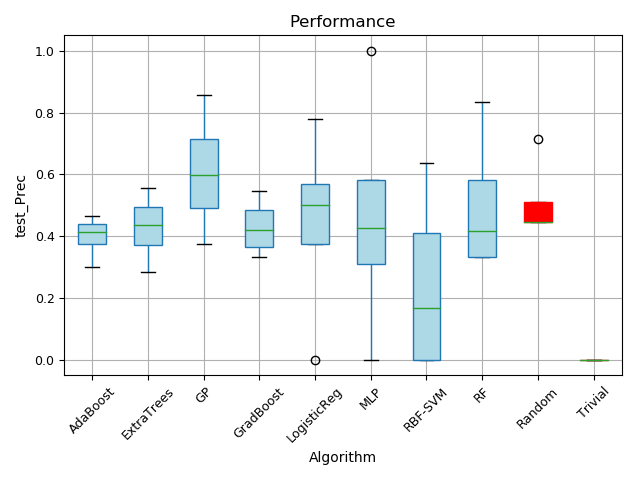 Performance
test_Prec
1.0
0.8
0.6
0.4
0.2
0.0
AdaBoost
ExtraTrees
GP
GradBoost
LogisticReg
MLP
RBF-SVM
RF
Random
Trivial
Algorithm